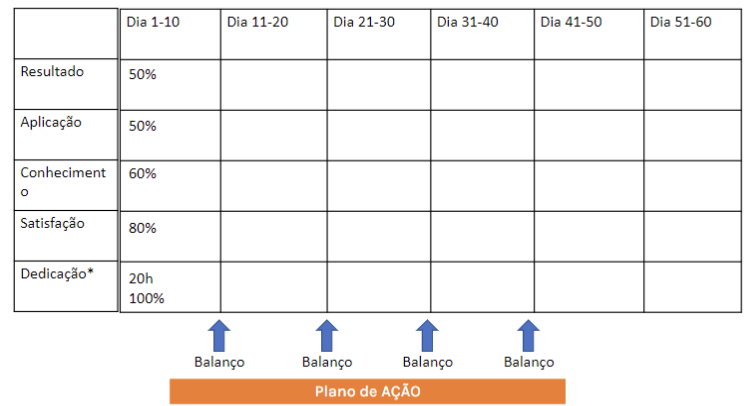 Dia 1-10 Dia 11-20 Dia 21-30 Dia 31-40 Dia 41-50 Dia 51-60
Resultado 50%
Aplicação 50%
Conheciment 60%
o
Satisfação 80%
Dedicação* 20h
100%
Balanço Balanço Balanço Balanço
Plano de AÇÃO